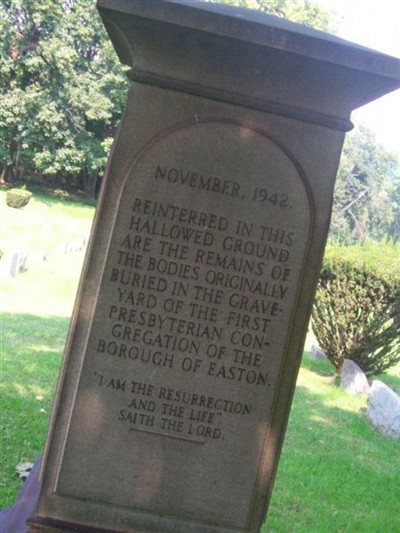 NOVEMBER, 1942.
REINTERRED IN THIS
HALLOWED GROUND
ARE THE REMAINS OF
THE BODIES ORIGINALLY
BURIED IN THE GRAVE-
YARD OF THE FIRST
PRESBYTERIAN CON-
GREGATION OF THE
BOROUGH OF EASTON.
"I AM THE RESURRECTION
AND THE LIFE"
SAITH THE LORD.